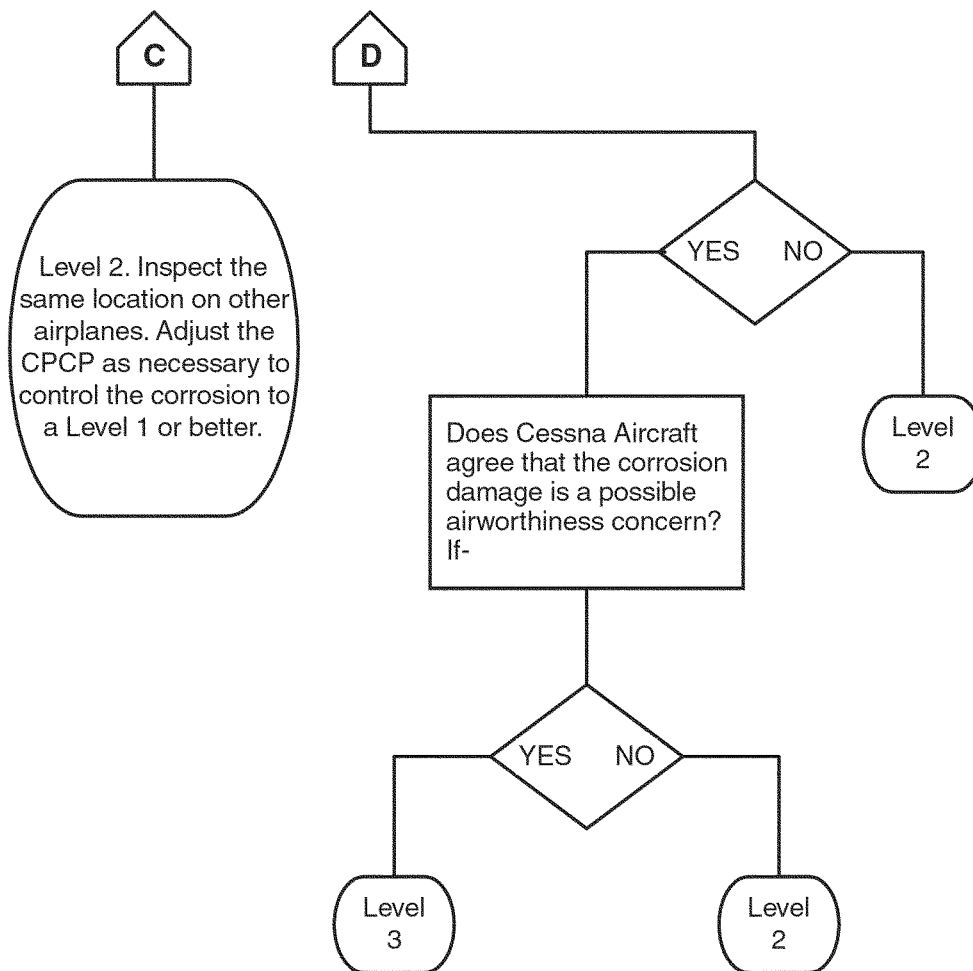 C
D
YES NO
Level 2. Inspect the
same location on other
airplanes. Adjust the
CPCP as necessary to
control the corrosion to
a Level 1 or better.
Does Cessna Aircraft
agree that the corrosion
damage is a possible
airworthiness concern?
If-
Level
2
YES NO
Level
3
Level
2